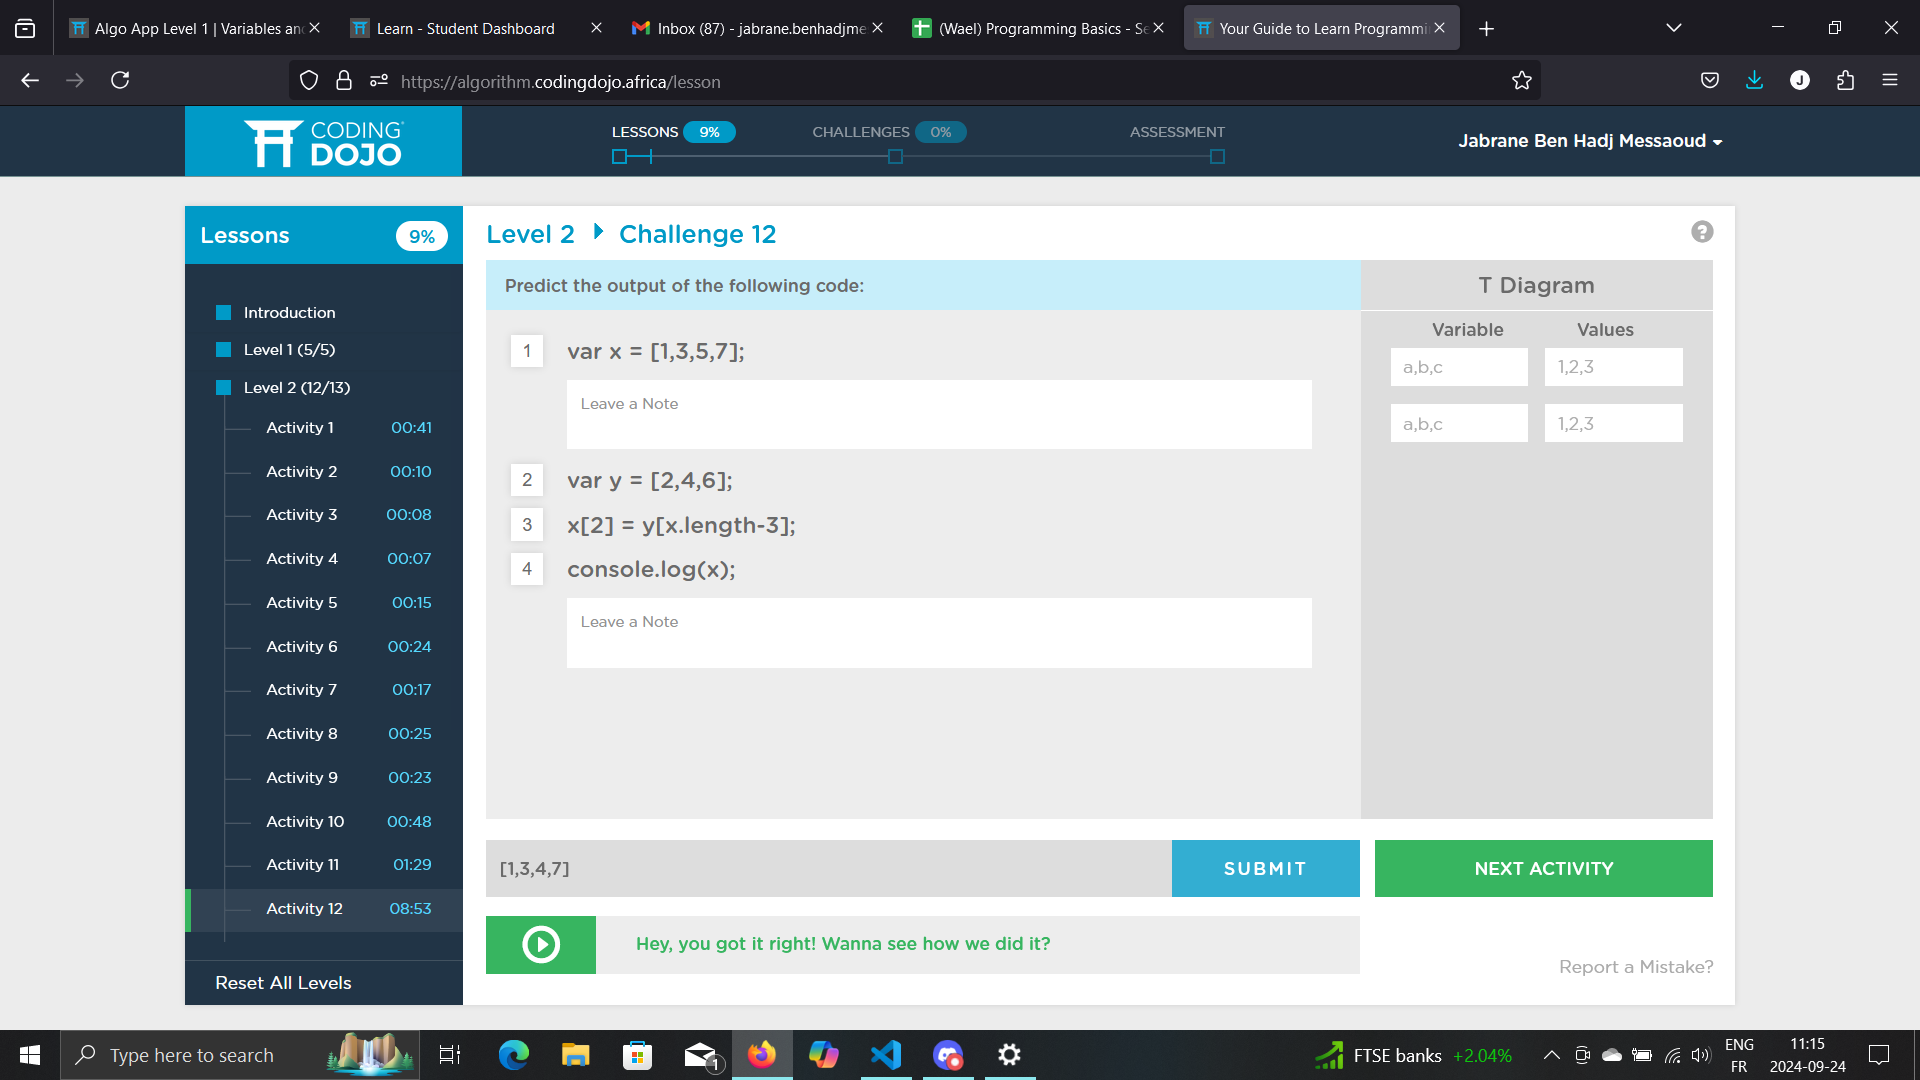 Algo App Level 1 | Variables and
Learn - Student Dashboard
Inbox (87) - jabrane.benhadjme
(Wael) Programming Basics - Se
Your Guide to Learn Programmi
https://algorithm.codingdojo.africa/lesson
J
CODING
DOJO
LESSONS 9%
CHALLENGES 0%
ASSESSMENT
Jabrane Ben Hadj Messaoud
Lessons 9%
Introduction
Level 1 (5/5)
Level 2 (12/13)
Activity 1 00:41
Activity 2 00:10
Activity 3 00:08
Activity 4 00:07
Activity 5 00:15
Activity 6 00:24
Activity 7 00:17
Activity 8 00:25
Activity 9 00:23
Activity 10 00:48
Activity 11 01:29
Activity 12 08:53
Reset All Levels
Level 2 Challenge 12
?
Predict the output of the following code:
1 var x = [1,3,5,7];
Leave a Note
2 var y = [2,4,6];
3 x[2] = y[x.length-3];
4 console.log(x);
Leave a Note
T Diagram
Variable Values
a,b,c 1,2,3
a,b,c 1,2,3
[1,3,4,7]
SUBMIT
NEXT ACTIVITY
Hey, you got it right! Wanna see how we did it?
Report a Mistake?
Type here to search
1
FTSE banks +2.04%
ENG
FR
11:15
2024-09-24